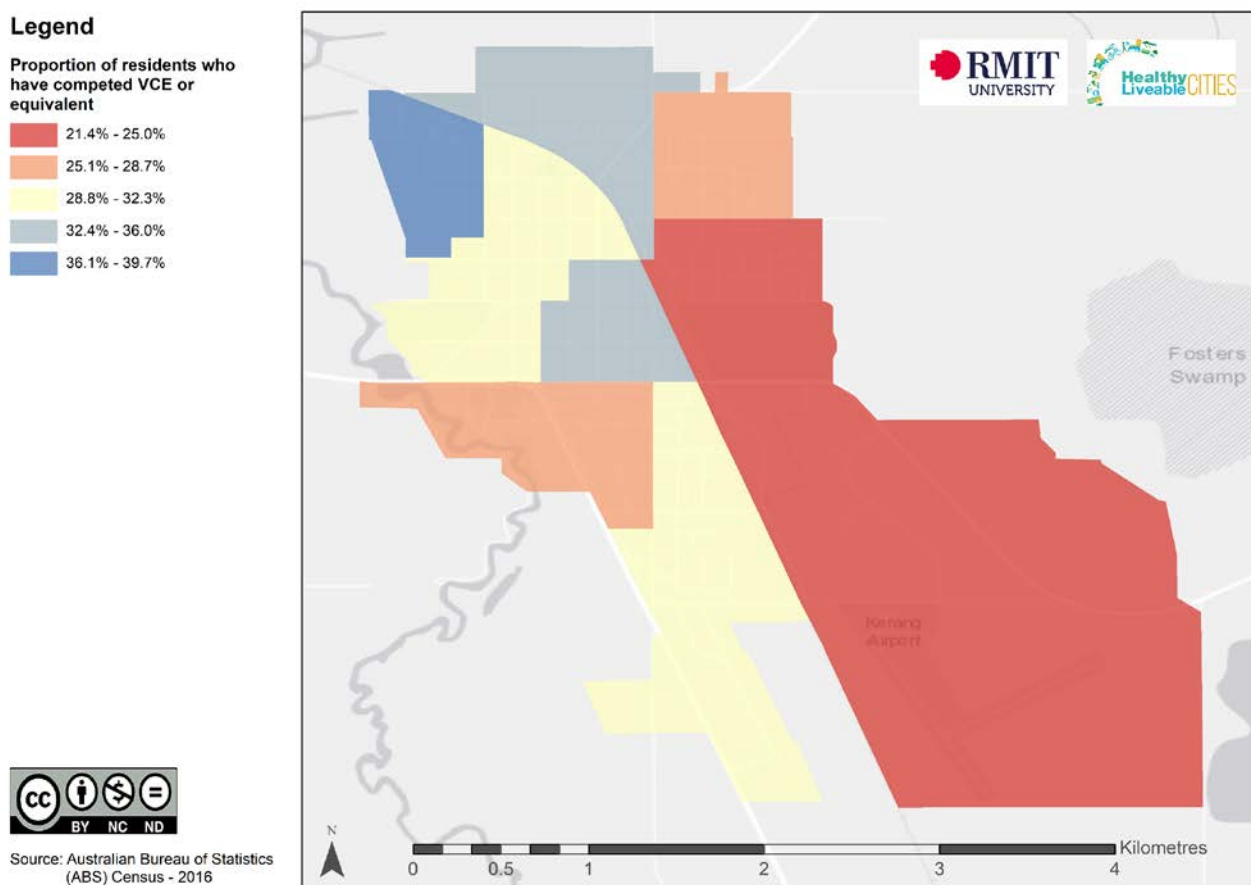 Legend
Proportion of residents who
have competed VCE or
equivalent
21.4% - 25.0%
25.1% - 28.7%
28.8% - 32.3%
32.4% - 36.0%
36.1% - 39.7%
RMIT
UNIVERSITY
Healthy
Liveable CITIES
Fosters
Swamp
Kerang
Airport
N
Kilometres
0 0.5 1 2 3 4
cc
BY NC ND
Source: Australian Bureau of Statistics
(ABS) Census - 2016